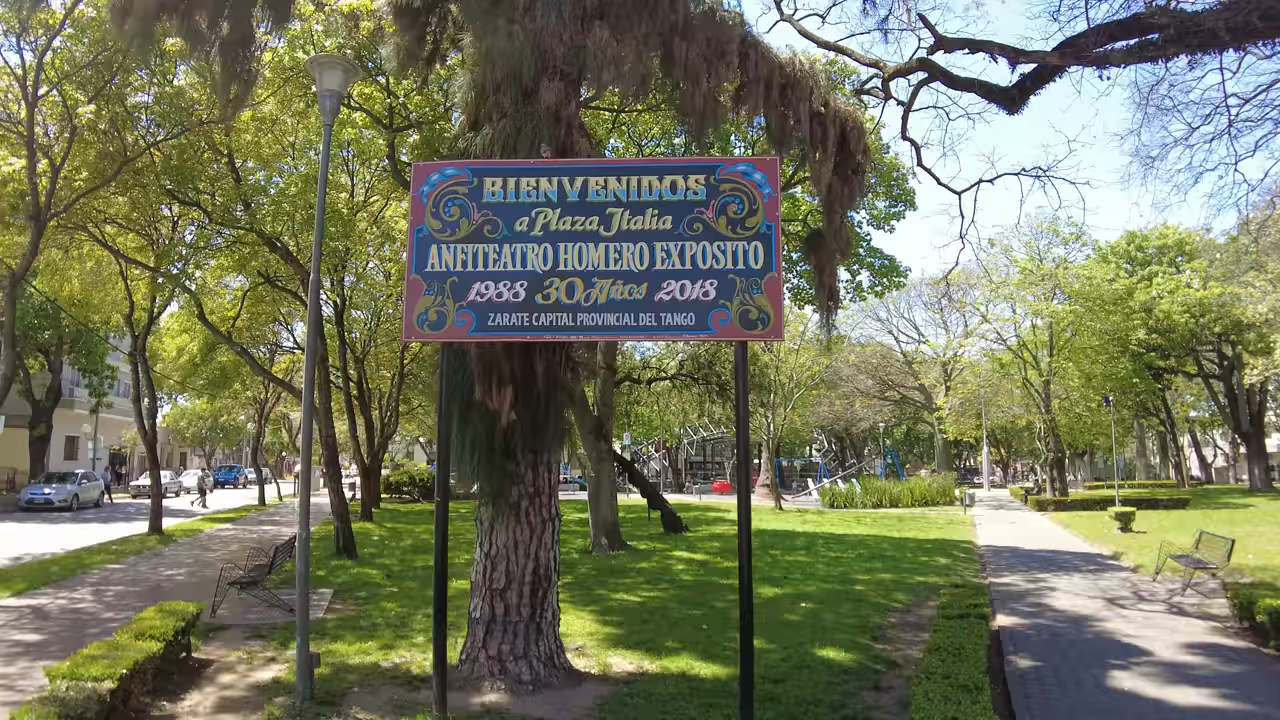 BIENVENIDOS
a Plaza Italia
ANFITEATRO HOMERO EXPOSITO
1988 30 Años 2018
ZARATE CAPITAL PROVINCIAL DEL TANGO